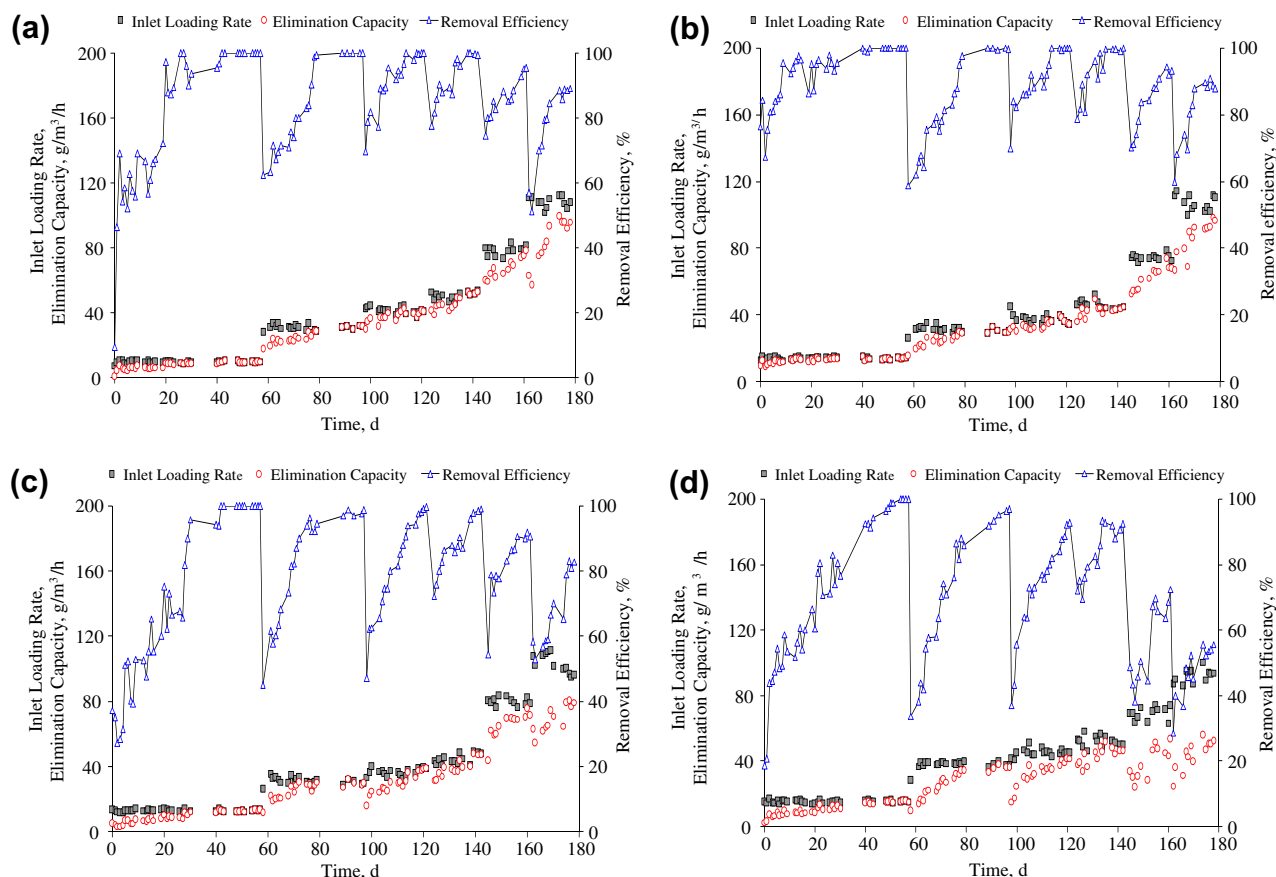 (a)
Inlet Loading Rate Elimination Capacity Removal Efficiency
Inlet Loading Rate,
Elimination Capacity, g/m³/h
200
160
120
80
40
0
100
80
60
40
20
0
Removal Efficiency, %
0 20 40 60 80 100 120 140 160 180
Time, d
(b)
Inlet Loading Rate Elimination Capacity Removal Efficiency
Inlet Loading Rate,
Elimination Capacity, g/m³/ h
200
160
120
80
40
0
100
80
60
40
20
0
Removal efficiency, %
0 20 40 60 80 100 120 140 160 180
Time, d
(c)
Inlet Loading Rate Elimination Capacity Removal Efficiency
Inlet Loading Rate,
Elimination Capacity, g/m³/h
200
160
120
80
40
0
100
80
60
40
20
0
Removal Efficiency, %
0 20 40 60 80 100 120 140 160 180
Time, d
(d)
Inlet Loading Rate Elimination Capacity Removal Efficiency
Inlet Loading Rate,
Elimination Capacity, g/ m³ /h
200
160
120
80
40
0
100
80
60
40
20
0
Removal Efficiency, %
0 20 40 60 80 100 120 140 160 180
Time, d